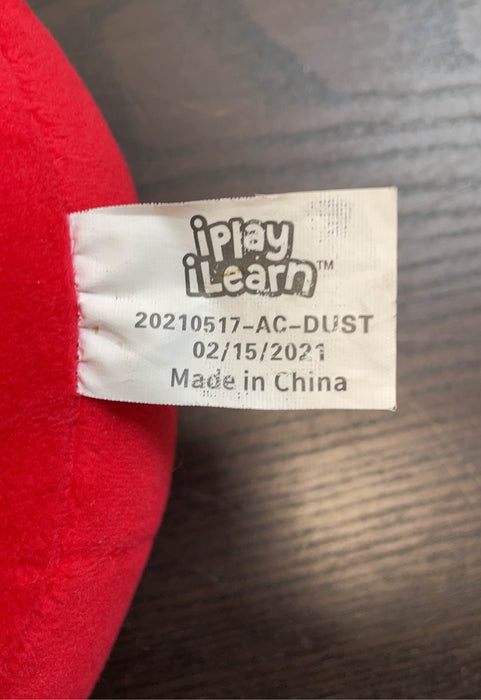 iPlay
iLearn™
20210517-AC-DUST
02/15/2021
Made in China